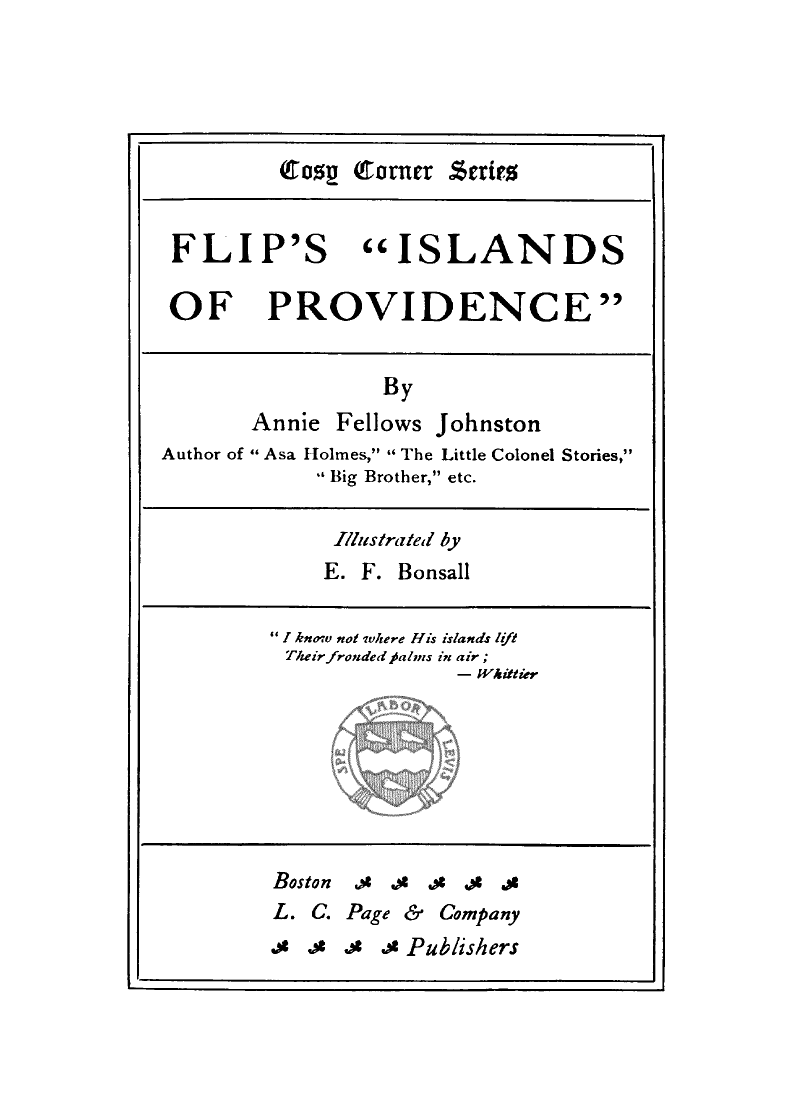 Cosy Corner Series
FLIP'S “ISLANDS
OF PROVIDENCE”
By
Annie Fellows Johnston
Author of “Asa Holmes,” “The Little Colonel Stories,”
“Big Brother,” etc.
Illustrated by
E. F. Bonsall
“I know not where His islands lift
Their fronded palms in air;
— Whittier
SPE LABOR LEVIS
Boston
L. C. Page & Company
Publishers